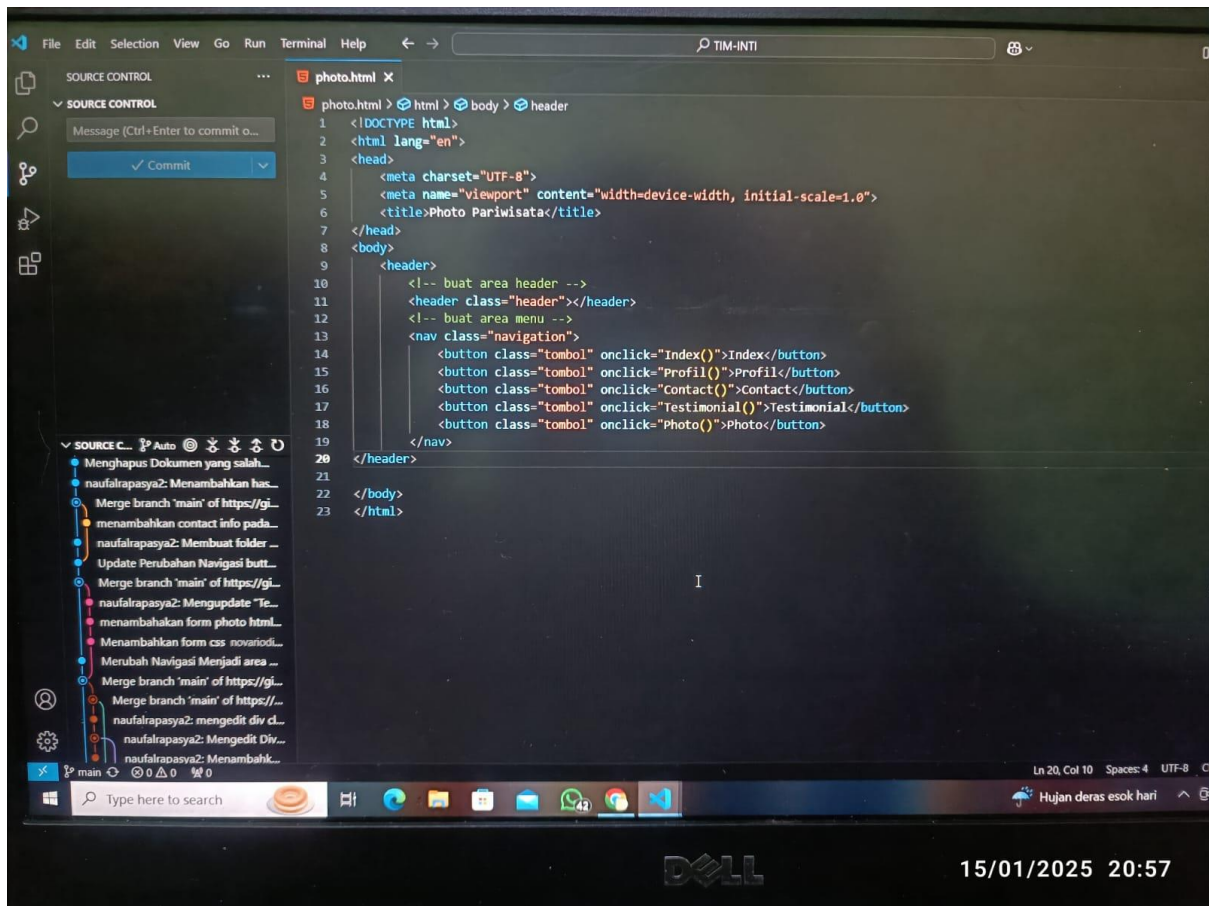 File Edit Selection View Go Run Terminal Help
TIM-INTI
SOURCE CONTROL
SOURCE CONTROL
Message (Ctrl+Enter to commit o...
Commit
SOURCE C... Auto
Menghapus Dokumen yang salah...
naufalrapasya2: Menambahkan has...
Merge branch 'main' of https://gi...
menambahkan contact info pada...
naufalrapasya2: Membuat folder ...
Update Perubahan Navigasi butt...
Merge branch 'main' of https://gi...
naufalrapasya2: Mengupdate "Te...
menambahakan form photo html...
Menambahkan form css novariodi...
Merubah Navigasi Menjadi area ...
Merge branch 'main' of https://gi...
Merge branch 'main' of https://...
naufalrapasya2: mengedit div cl...
naufalrapasya2: Mengedit Div...
naufalrapasya2: Menambahk...
photo.html
photo.html > html > body > header
1 <!DOCTYPE html>
2 <html lang="en">
3 <head>
4 <meta charset="UTF-8">
5 <meta name="viewport" content="width=device-width, initial-scale=1.0">
6 <title>Photo Pariwisata</title>
7 </head>
8 <body>
9 <header>
10 <!-- buat area header -->
11 <header class="header"></header>
12 <!-- buat area menu -->
13 <nav class="navigation">
14 <button class="tombol" onclick="Index()">Index</button>
15 <button class="tombol" onclick="Profil()">Profil</button>
16 <button class="tombol" onclick="Contact()">Contact</button>
17 <button class="tombol" onclick="Testimonial()">Testimonial</button>
18 <button class="tombol" onclick="Photo()">Photo</button>
19 </nav>
20 </header>
21
22 </body>
23 </html>
main 0 0 0
Ln 20, Col 10 Spaces: 4 UTF-8
Type here to search
42
Hujan deras esok hari
DELL
15/01/2025 20:57